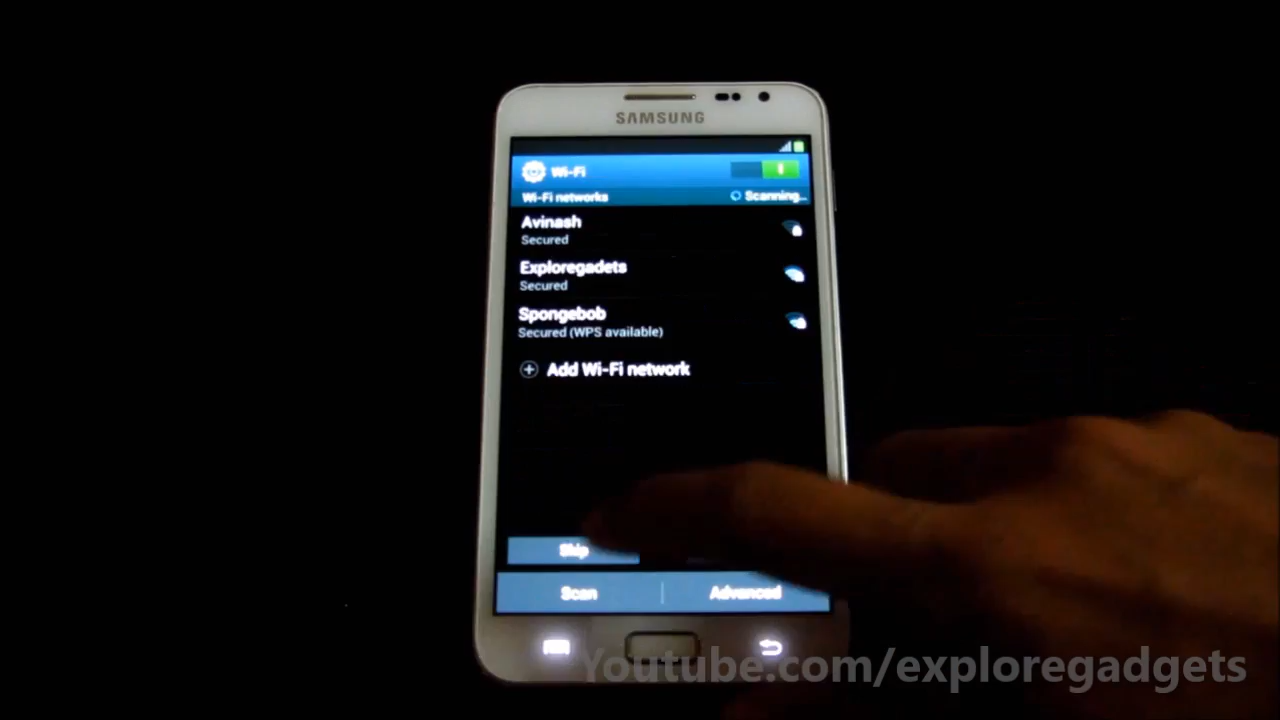 SAMSUNG
Wi-Fi
Wi-Fi networks
Scanning...
Avinash
Secured
Exploregadets
Secured
Spongebob
Secured (WPS available)
Add Wi-Fi network
Skip
Scan
Advanced
Youtube.com/exploregadgets